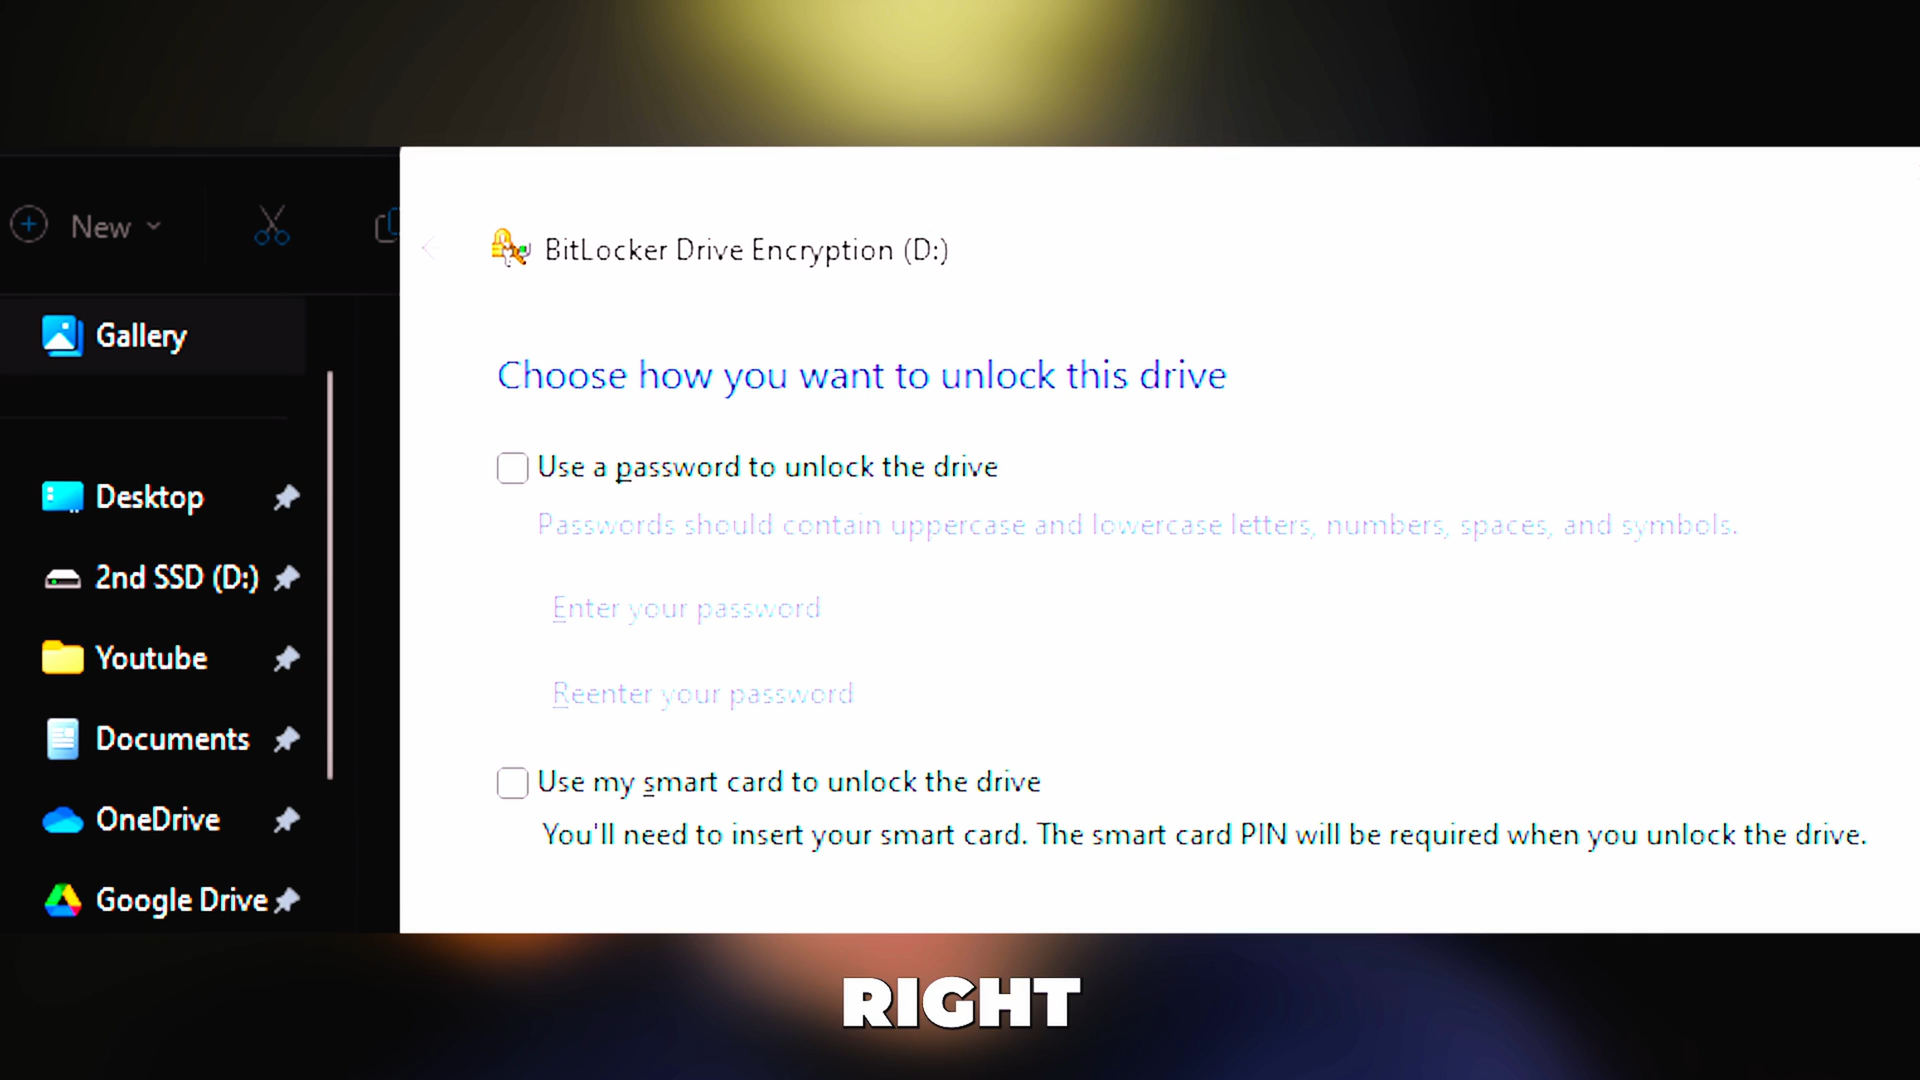 New
Gallery
Desktop
2nd SSD (D:)
Youtube
Documents
OneDrive
Google Drive
BitLocker Drive Encryption (D:)
Choose how you want to unlock this drive
Use a password to unlock the drive
Passwords should contain uppercase and lowercase letters, numbers, spaces, and symbols.
Enter your password
Reenter your password
Use my smart card to unlock the drive
You'll need to insert your smart card. The smart card PIN will be required when you unlock the drive.
RIGHT